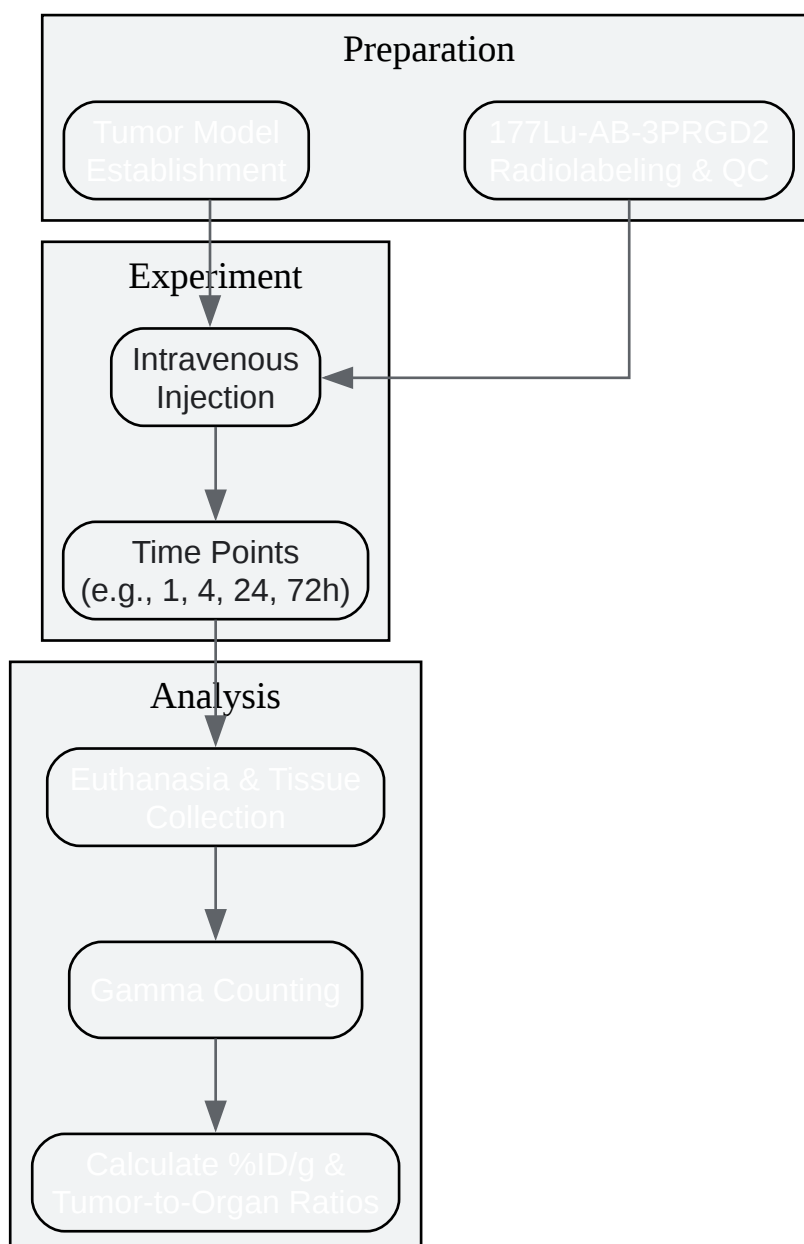 Preparation
Tumor Model
Establishment
177Lu-AB-3PRGD2
Radiolabeling & QC
Experiment
Intravenous
Injection
Time Points
(e.g., 1, 4, 24, 72h)
Analysis
Euthanasia & Tissue
Collection
Gamma Counting
Calculate %ID/g &
Tumor-to-Organ Ratios